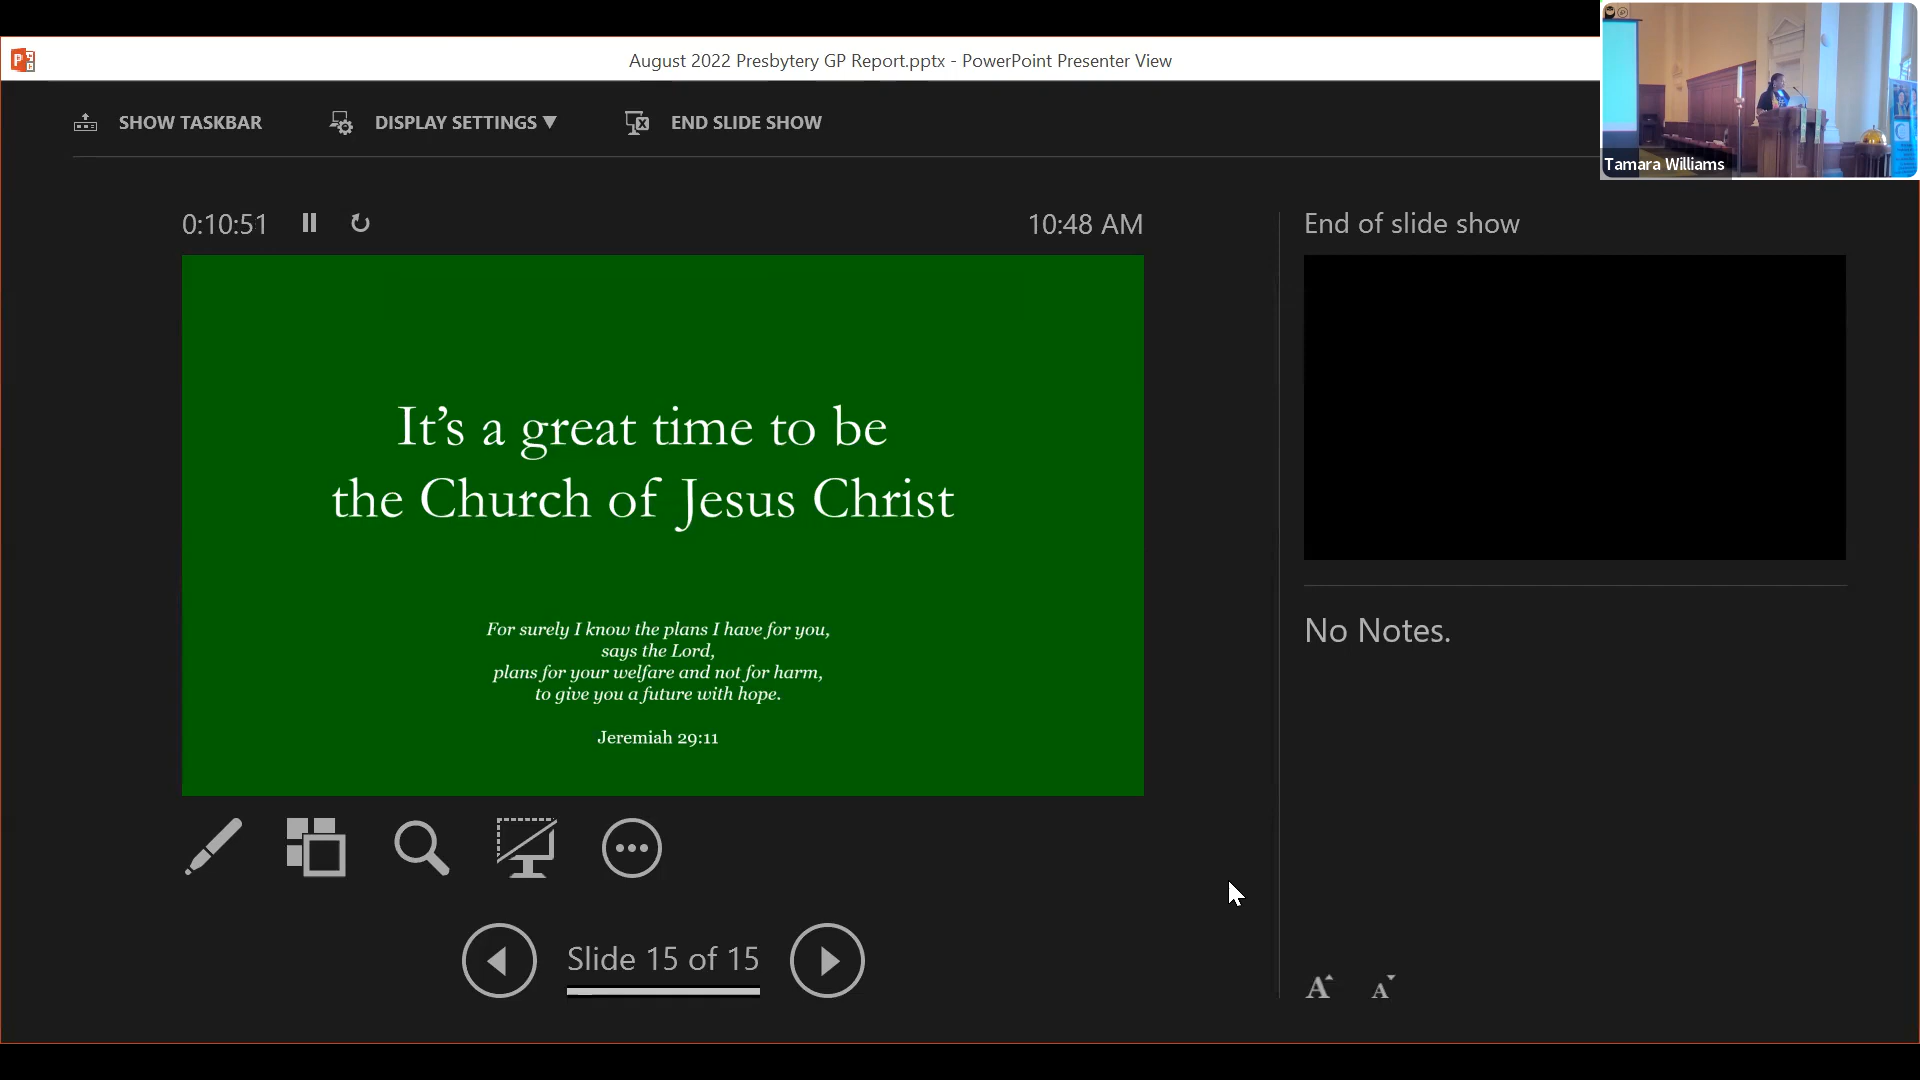 August 2022 Presbytery GP Report.pptx - PowerPoint Presenter View
SHOW TASKBAR
DISPLAY SETTINGS ▼
END SLIDE SHOW
Tamara Williams
0:10:51
10:48 AM
It's a great time to be
the Church of Jesus Christ
For surely I know the plans I have for you,
says the Lord,
plans for your welfare and not for harm,
to give you a future with hope.
Jeremiah 29:11
Slide 15 of 15
End of slide show
No Notes.
A A